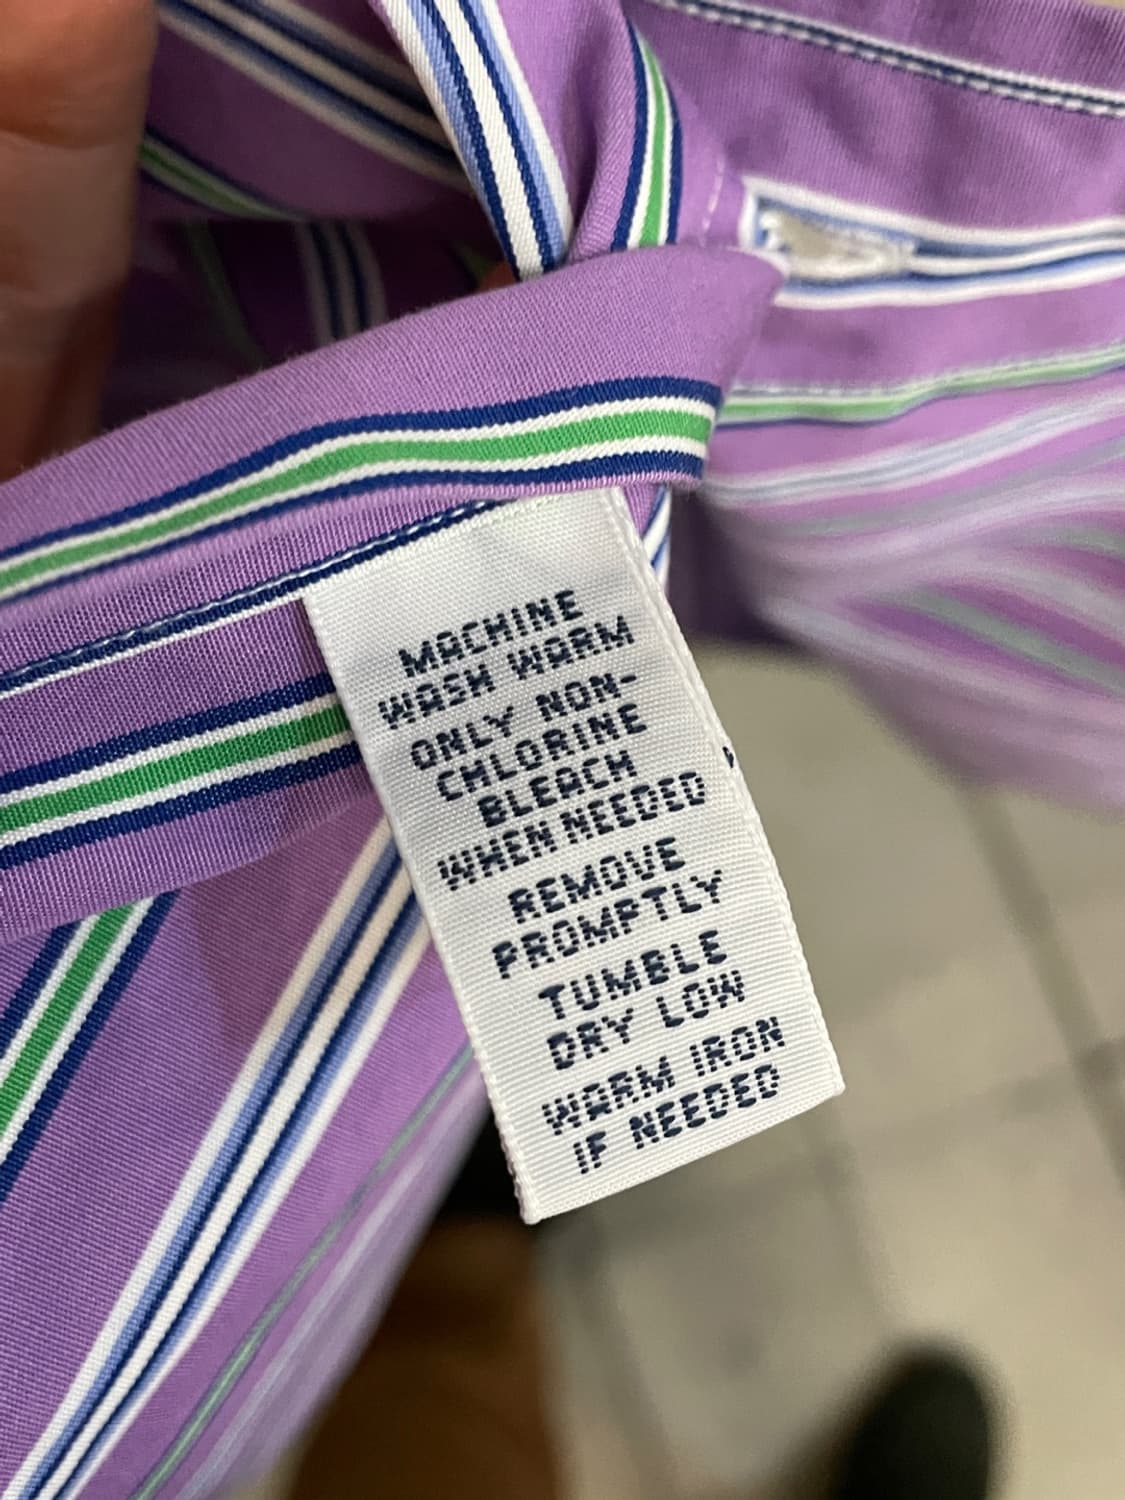 MACHINE
WASH WARM
ONLY NON-
CHLORINE
BLEACH
WHEN NEEDED
REMOVE
PROMPTLY
TUMBLE
DRY LOW
WARM IRON
IF NEEDED